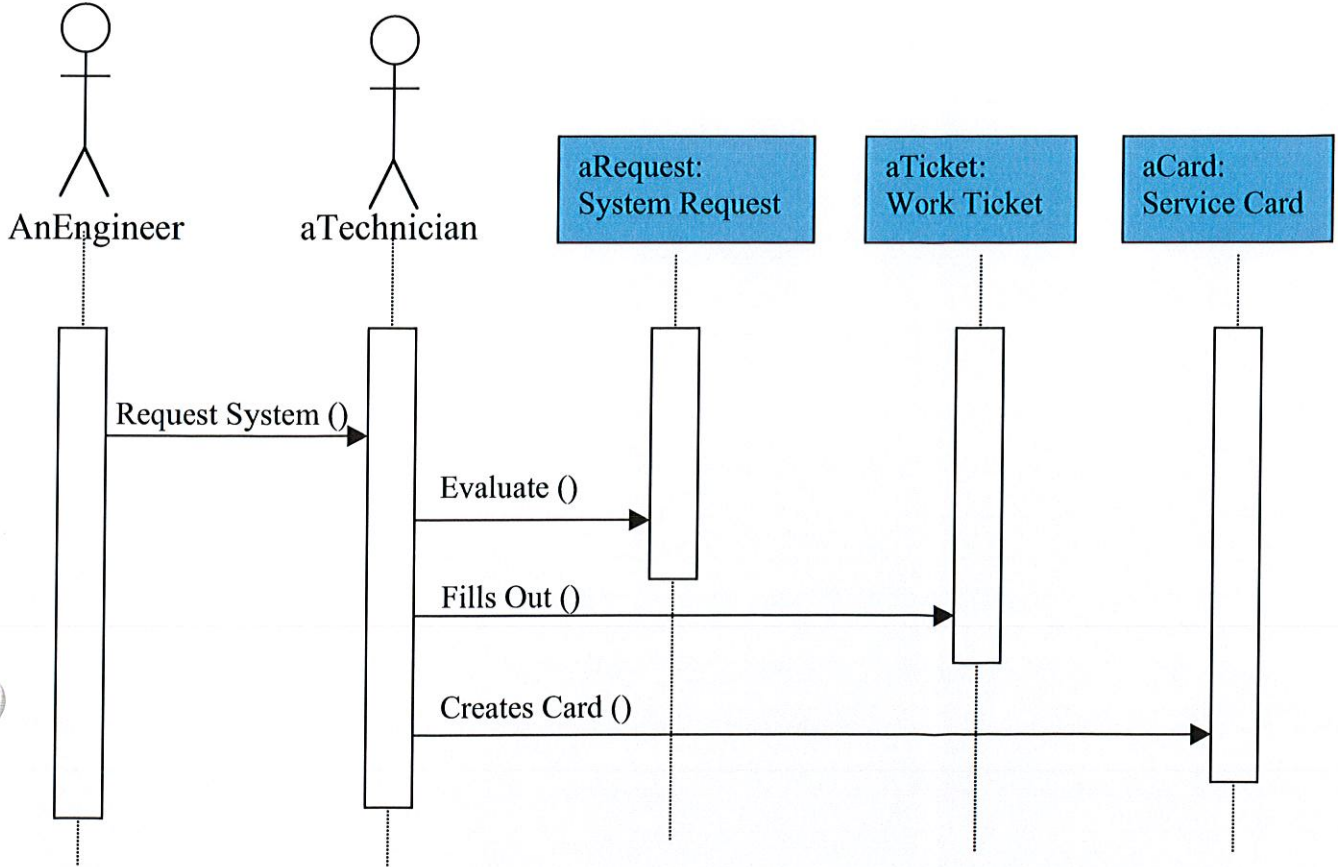 AnEngineer
aTechnician
aRequest:
System Request
aTicket:
Work Ticket
aCard:
Service Card
Request System ()
Evaluate ()
Fills Out ()
Creates Card ()